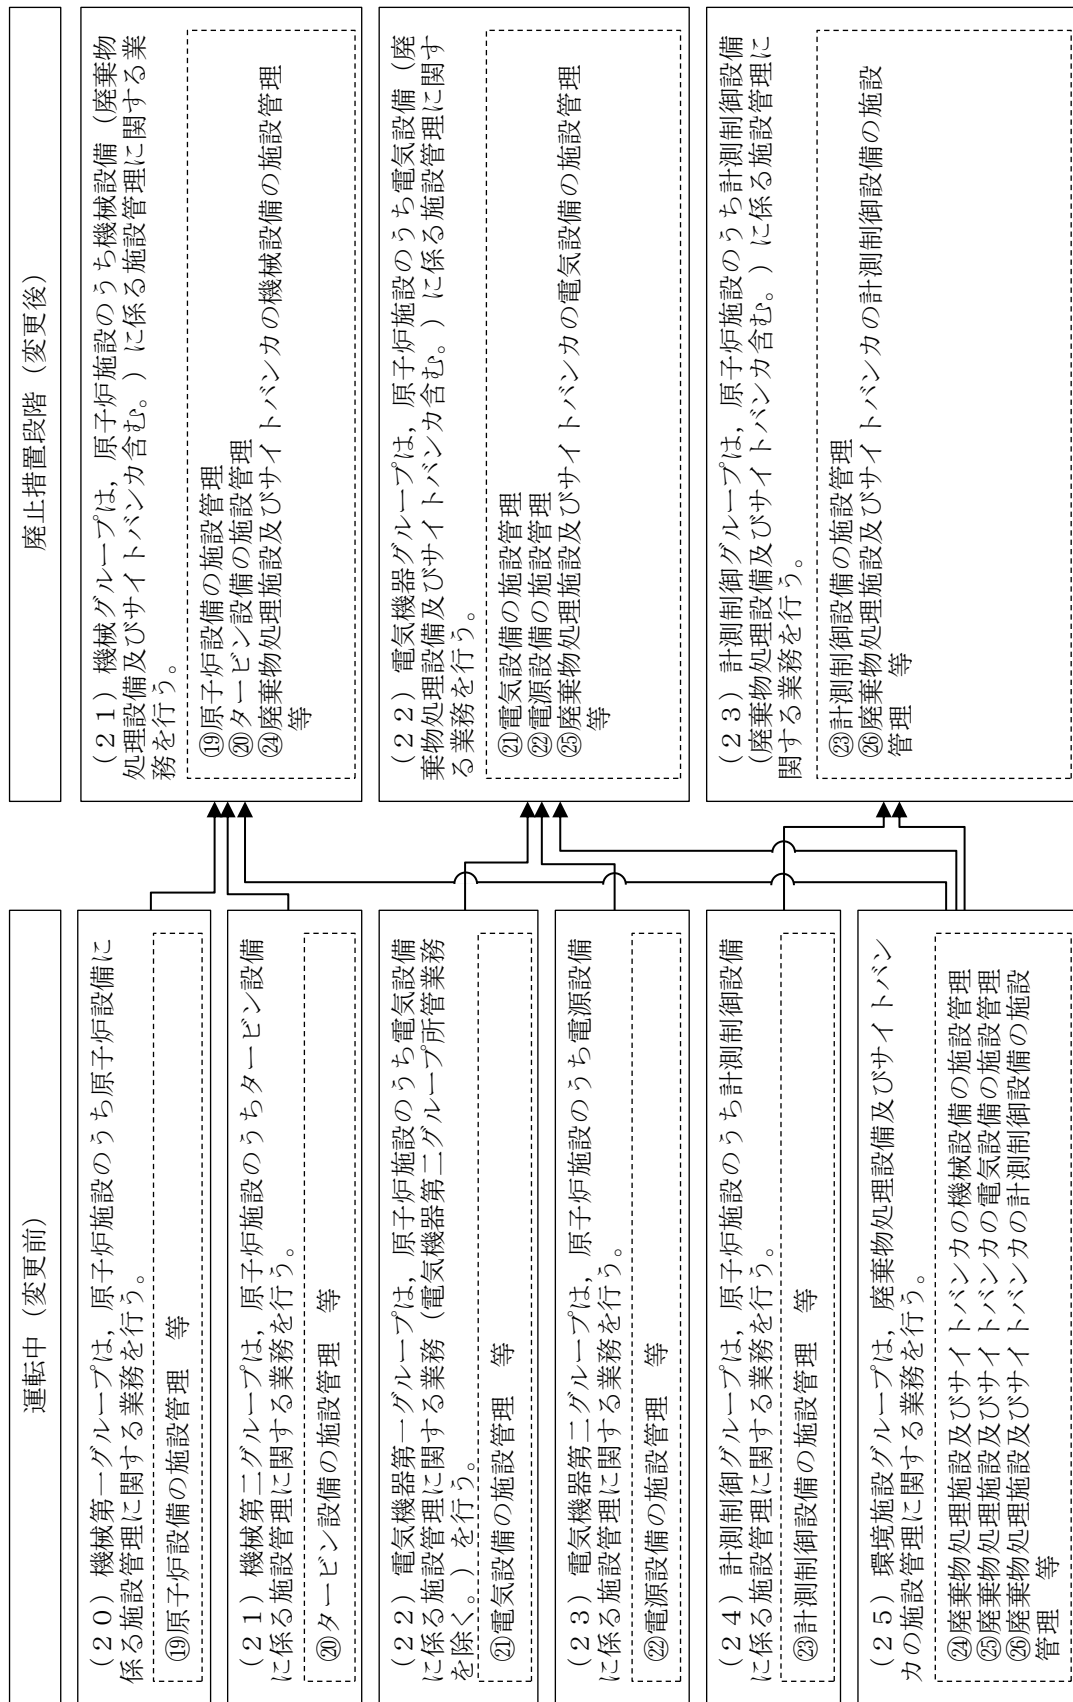 運転中（変更前）
（２０）機械第一グループは，原子炉施設のうち原子炉設備に
係る施設管理に関する業務を行う。
⑲原子炉設備の施設管理　等
（２１）機械第二グループは，原子炉施設のうちタービン設備
に係る施設管理に関する業務を行う。
⑳タービン設備の施設管理　等
（２２）電気機器第一グループは，原子炉施設のうち電気設備
に係る施設管理に関する業務（電気機器第二グループ所管業務
を除く。）を行う。
㉑電気設備の施設管理　等
（２３）電気機器第二グループは，原子炉施設のうち電源設備
に係る施設管理に関する業務を行う。
㉒電源設備の施設管理　等
（２４）計測制御グループは，原子炉施設のうち計測制御設備
に係る施設管理に関する業務を行う。
㉓計測制御設備の施設管理　等
（２５）環境施設グループは，廃棄物処理設備及びサイトバン
カの施設管理に関する業務を行う。
㉔廃棄物処理施設及びサイトバンカの機械設備の施設管理
㉕廃棄物処理施設及びサイトバンカの電気設備の施設管理
㉖廃棄物処理施設及びサイトバンカの計測制御設備の施設
管理　等
廃止措置段階（変更後）
（２１）機械グループは，原子炉施設のうち機械設備（廃棄物
処理設備及びサイトバンカ含む。）に係る施設管理に関する業
務を行う。
⑲原子炉設備の施設管理
⑳タービン設備の施設管理
㉔廃棄物処理施設及びサイトバンカの機械設備の施設管理
等
（２２）電気機器グループは，原子炉施設のうち電気設備（廃
棄物処理設備及びサイトバンカ含む。）に係る施設管理に関す
る業務を行う。
㉑電気設備の施設管理
㉒電源設備の施設管理
㉕廃棄物処理施設及びサイトバンカの電気設備の施設管理
等
（２３）計測制御グループは，原子炉施設のうち計測制御設備
（廃棄物処理設備及びサイトバンカ含む。）に係る施設管理に
関する業務を行う。
㉓計測制御設備の施設管理
㉖廃棄物処理施設及びサイトバンカの計測制御設備の施設
管理　等